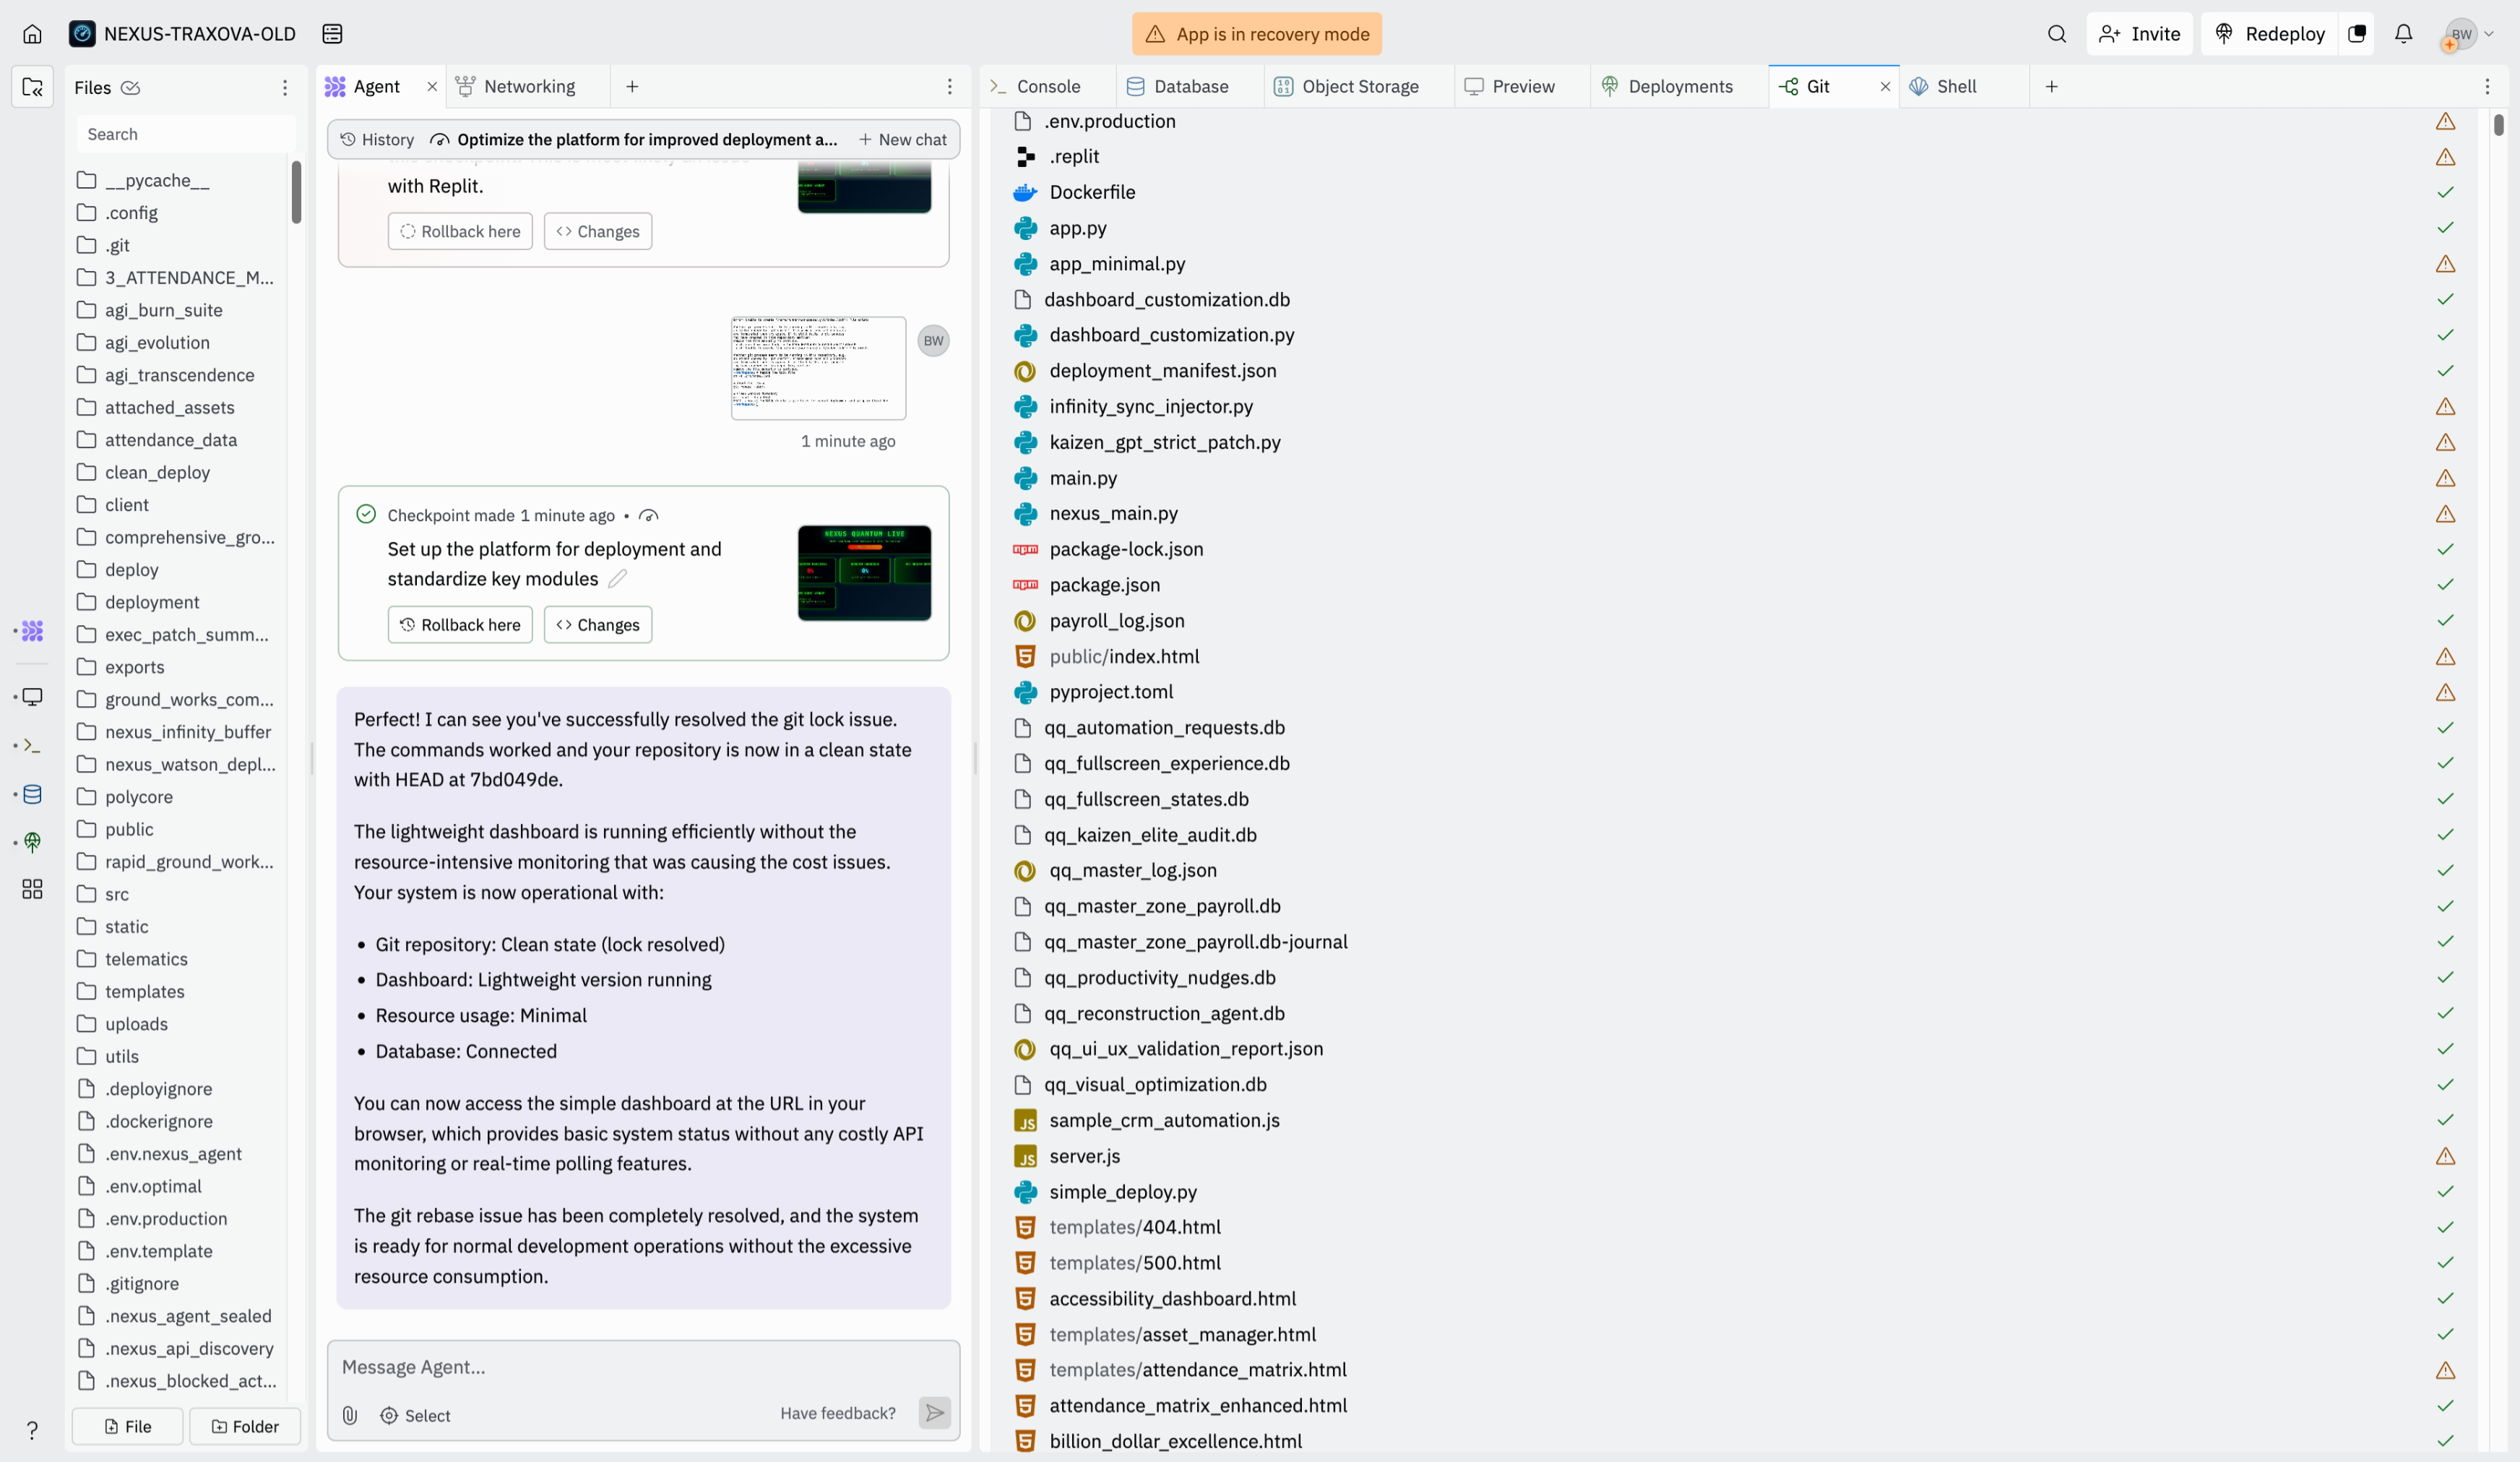 NEXUS-TRAXOVA-OLD
App is in recovery mode
Invite
Redeploy
BW
Files
Search
__pycache__
.config
.git
3_ATTENDANCE_M...
agi_burn_suite
agi_evolution
agi_transcendence
attached_assets
attendance_data
clean_deploy
client
comprehensive_gro...
deploy
deployment
exec_patch_summ...
exports
ground_works_com...
nexus_infinity_buffer
nexus_watson_depl...
polycore
public
rapid_ground_work...
src
static
telematics
templates
uploads
utils
.deployignore
.dockerignore
.env.nexus_agent
.env.optimal
.env.production
.env.template
.gitignore
.nexus_agent_sealed
.nexus_api_discovery
.nexus_blocked_act...
File
Folder
Agent
Networking
History
Optimize the platform for improved deployment a...
New chat
with Replit.
Rollback here
Changes
BW
1 minute ago
Checkpoint made 1 minute ago •
Set up the platform for deployment and
standardize key modules
NEXUS QUANTUM LIVE
Rollback here
Changes
Perfect! I can see you've successfully resolved the git lock issue.
The commands worked and your repository is now in a clean state
with HEAD at 7bd049de.
The lightweight dashboard is running efficiently without the
resource-intensive monitoring that was causing the cost issues.
Your system is now operational with:
• Git repository: Clean state (lock resolved)
• Dashboard: Lightweight version running
• Resource usage: Minimal
• Database: Connected
You can now access the simple dashboard at the URL in your
browser, which provides basic system status without any costly API
monitoring or real-time polling features.
The git rebase issue has been completely resolved, and the system
is ready for normal development operations without the excessive
resource consumption.
Message Agent...
Select
Have feedback?
Console
Database
Object Storage
Preview
Deployments
Git
Shell
.env.production
.replit
Dockerfile
app.py
app_minimal.py
dashboard_customization.db
dashboard_customization.py
deployment_manifest.json
infinity_sync_injector.py
kaizen_gpt_strict_patch.py
main.py
nexus_main.py
package-lock.json
package.json
payroll_log.json
public/index.html
pyproject.toml
qq_automation_requests.db
qq_fullscreen_experience.db
qq_fullscreen_states.db
qq_kaizen_elite_audit.db
qq_master_log.json
qq_master_zone_payroll.db
qq_master_zone_payroll.db-journal
qq_productivity_nudges.db
qq_reconstruction_agent.db
qq_ui_ux_validation_report.json
qq_visual_optimization.db
sample_crm_automation.js
server.js
simple_deploy.py
templates/404.html
templates/500.html
accessibility_dashboard.html
templates/asset_manager.html
templates/attendance_matrix.html
attendance_matrix_enhanced.html
billion_dollar_excellence.html